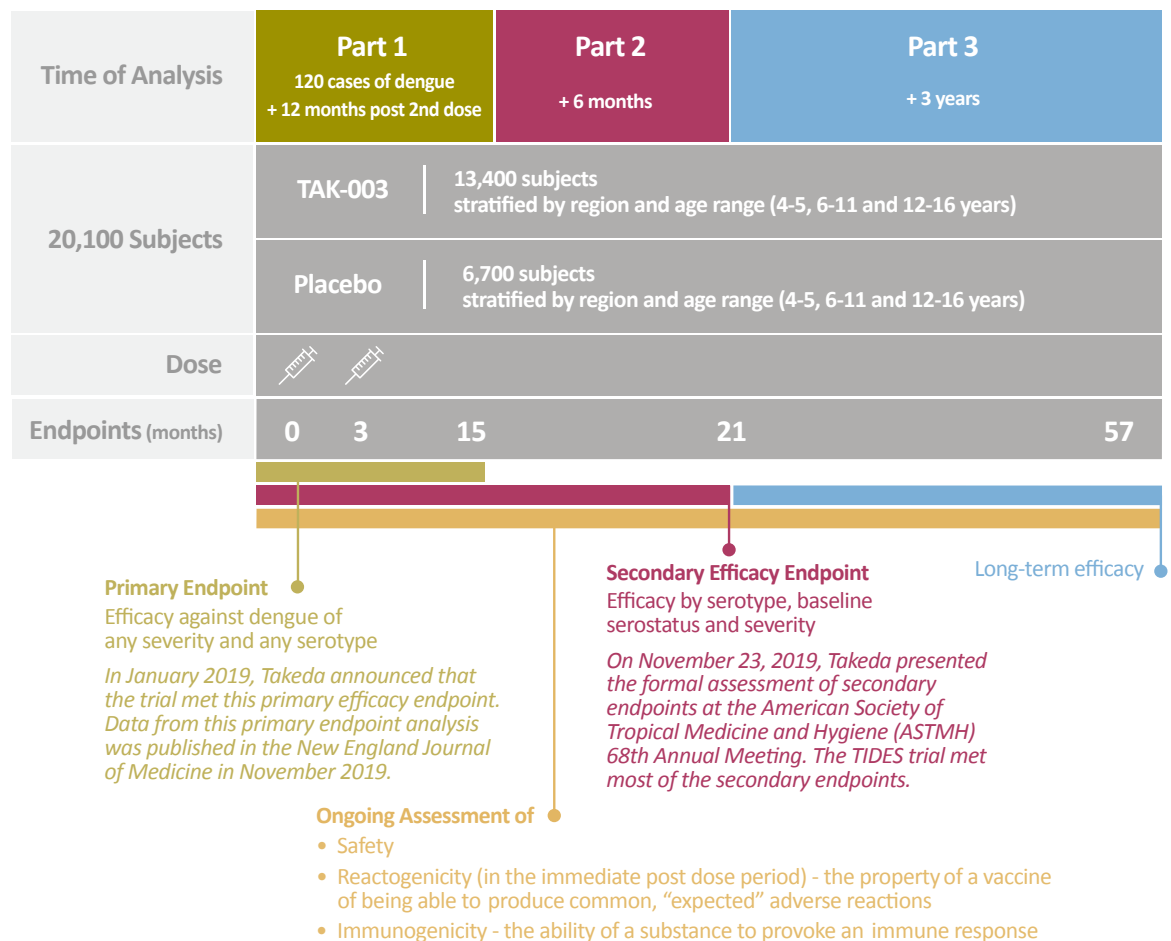 Time of Analysis
Part 1
120 cases of dengue
+ 12 months post 2nd dose
Part 2
+ 6 months
Part 3
+ 3 years
20,100 Subjects
TAK-003
13,400 subjects
stratified by region and age range (4-5, 6-11 and 12-16 years)
Placebo
6,700 subjects
stratified by region and age range (4-5, 6-11 and 12-16 years)
Dose
Endpoints (months)
0 3 15 21 57
Primary Endpoint
Efficacy against dengue of
any severity and any serotype
In January 2019, Takeda announced that
the trial met this primary efficacy endpoint.
Data from this primary endpoint analysis
was published in the New England Journal
of Medicine in November 2019.
Secondary Efficacy Endpoint
Efficacy by serotype, baseline
serostatus and severity
On November 23, 2019, Takeda presented
the formal assessment of secondary
endpoints at the American Society of
Tropical Medicine and Hygiene (ASTMH)
68th Annual Meeting. The TIDES trial met
most of the secondary endpoints.
Long-term efficacy
Ongoing Assessment of
• Safety
• Reactogenicity (in the immediate post dose period) - the property of a vaccine
of being able to produce common, “expected” adverse reactions
• Immunogenicity - the ability of a substance to provoke an immune response